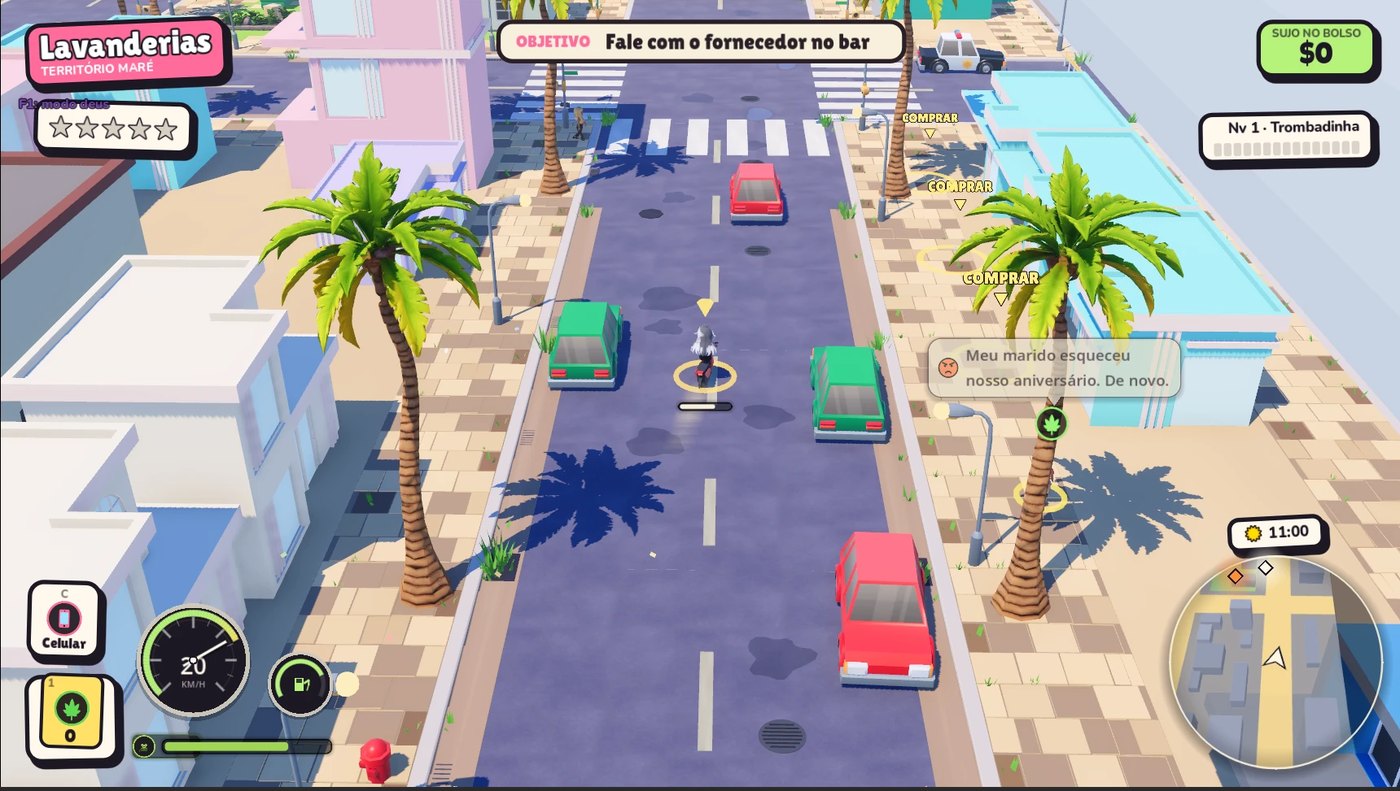 Lavanderias
TERRITÓRIO MARÉ
F1: modo deus
OBJETIVO Fale com o fornecedor no bar
SUJO NO BOLSO
$0
Nv 1 · Trombadinha
COMPRAR
COMPRAR
COMPRAR
Meu marido esqueceu
nosso aniversário. De novo.
11:00
C
Celular
20
KM/H
1
0